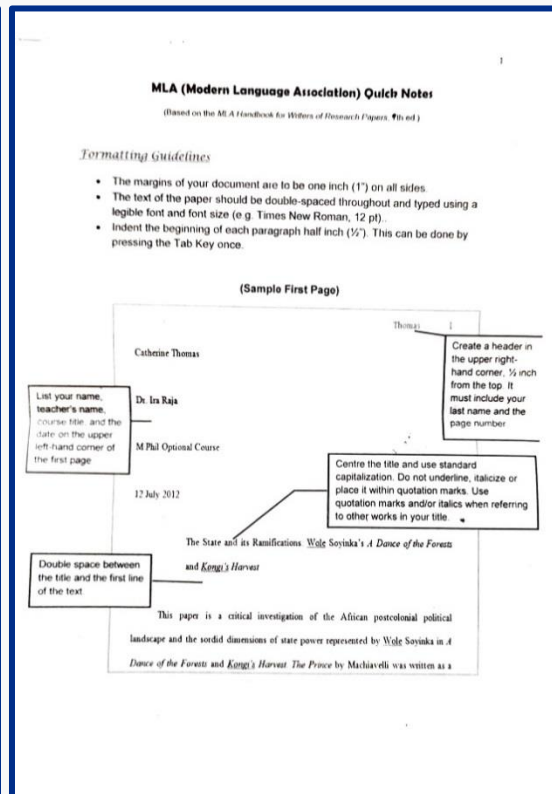 1
MLA (Modern Language Association) Quick Notes
(Based on the MLA Handbook for Writers of Research Papers, th ed.)
Formatting Guidelines
• The margins of your document are to be one inch (1") on all sides.
• The text of the paper should be double-spaced throughout and typed using a
legible font and font size (e.g. Times New Roman, 12 pt)..
• Indent the beginning of each paragraph half inch (½"). This can be done by
pressing the Tab Key once.
(Sample First Page)
Thomas 1
Create a header in
the upper right-
hand corner, ½ inch
from the top. It
must include your
last name and the
page number
Catherine Thomas
List your name,
teacher's name,
course title, and the
date on the upper
left-hand corner of
the first page
Dr. Ira Raja
M Phil Optional Course
Centre the title and use standard
capitalization. Do not underline, italicize or
place it within quotation marks. Use
quotation marks and/or italics when referring
to other works in your title.
12 July 2012
The State and its Ramifications: Wole Soyinka's A Dance of the Forests
and Kongi's Harvest
Double space between
the title and the first line
of the text.
This paper is a critical investigation of the African postcolonial political
landscape and the sordid dimensions of state power represented by Wole Soyinka in A
Dance of the Forests and Kongi's Harvest. The Prince by Machiavelli was written as a